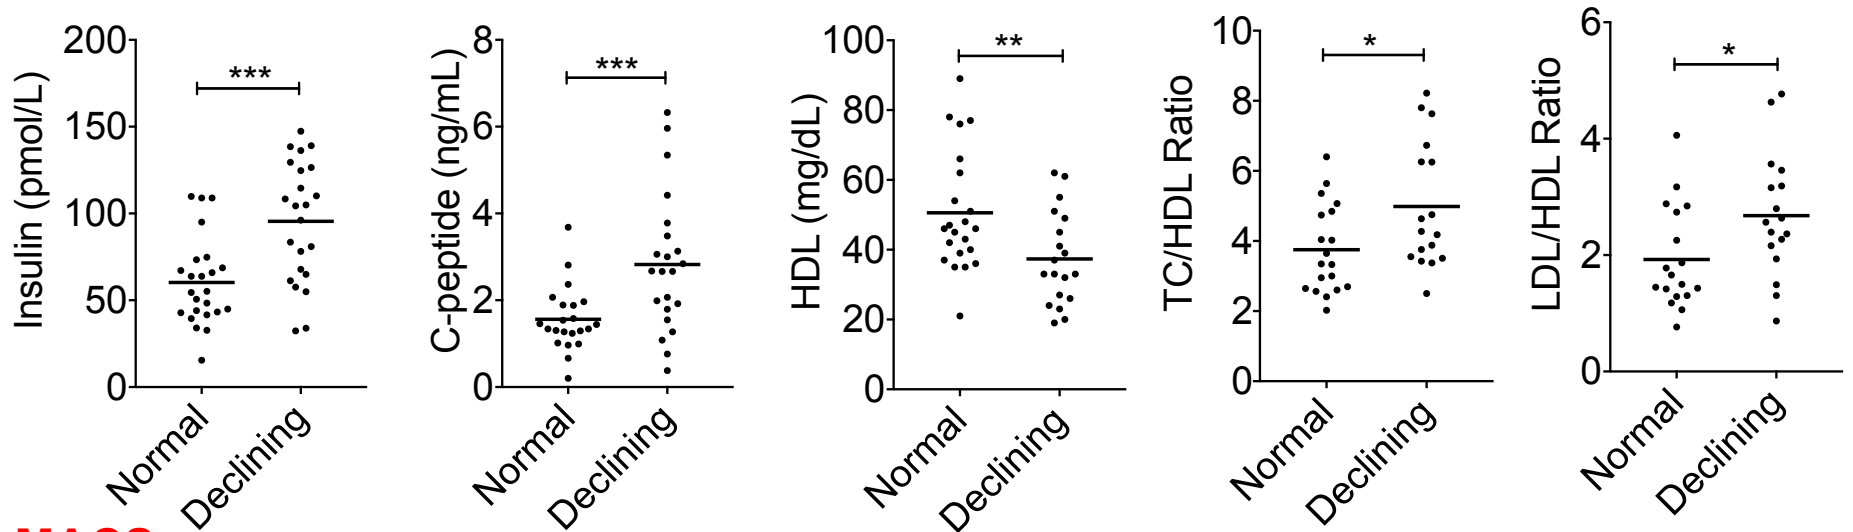 Insulin (pmol/L)
200
150
100
50
0
***
Normal
Declining
C-peptide (ng/mL)
8
6
4
2
0
***
Normal
Declining
HDL (mg/dL)
100
80
60
40
20
0
**
Normal
Declining
TC/HDL Ratio
10
8
6
4
2
0
*
Normal
Declining
LDL/HDL Ratio
6
4
2
0
*
Normal
Declining